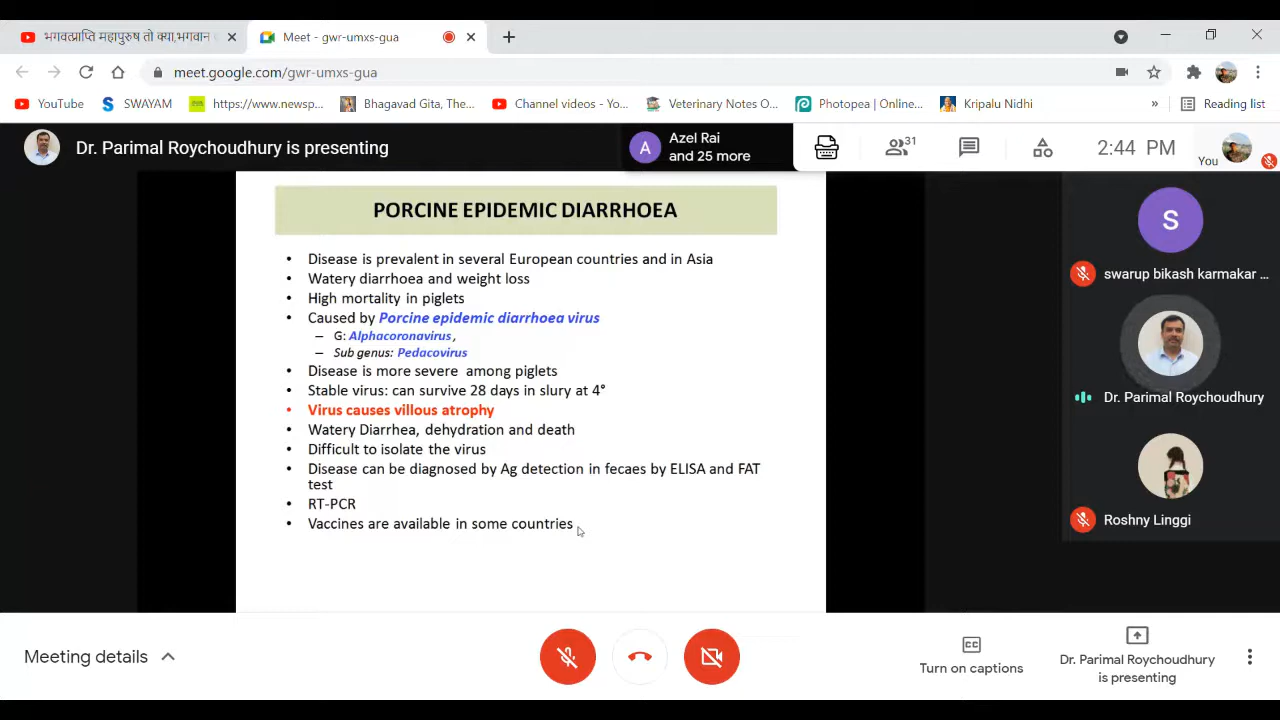 भगवत्प्राप्ति महापुरुष तो क्या,भगवान
Meet - gwr-umxs-gua
meet.google.com/gwr-umxs-gua
YouTube
SWAYAM
https://www.newsp...
Bhagavad Gita, The...
Channel videos - Yo...
Veterinary Notes O...
Photopea | Online...
Kripalu Nidhi
»
Reading list
Dr. Parimal Roychoudhury is presenting
A
Azel Rai
and 25 more
31
2:44 PM
You
PORCINE EPIDEMIC DIARRHOEA
• Disease is prevalent in several European countries and in Asia
• Watery diarrhoea and weight loss
• High mortality in piglets
• Caused by Porcine epidemic diarrhoea virus
– G: Alphacoronavirus,
– Sub genus: Pedacovirus
• Disease is more severe among piglets
• Stable virus: can survive 28 days in slury at 4°
• Virus causes villous atrophy
• Watery Diarrhea, dehydration and death
• Difficult to isolate the virus
• Disease can be diagnosed by Ag detection in fecaes by ELISA and FAT
test
• RT-PCR
• Vaccines are available in some countries
S
swarup bikash karmakar ...
Dr. Parimal Roychoudhury
Roshny Linggi
Meeting details
CC
Turn on captions
Dr. Parimal Roychoudhury
is presenting